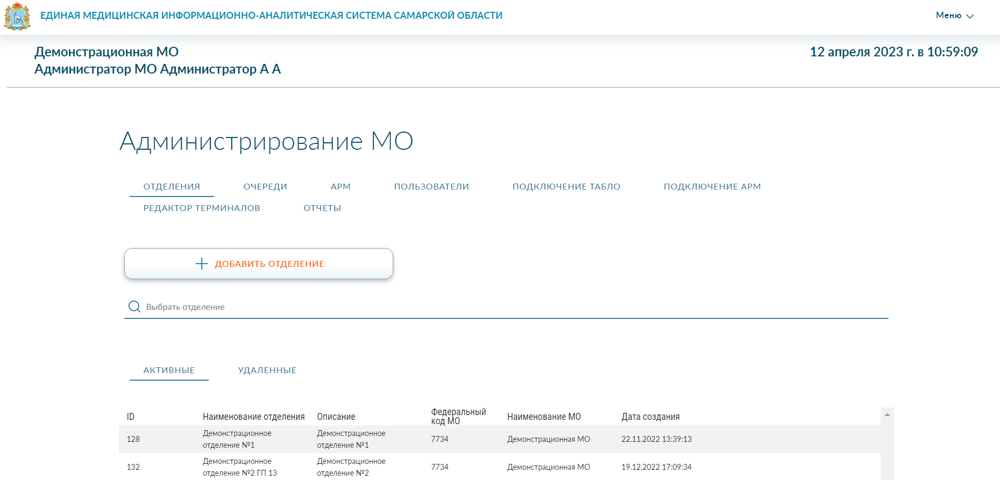 ЕДИНАЯ МЕДИЦИНСКАЯ ИНФОРМАЦИОННО-АНАЛИТИЧЕСКАЯ СИСТЕМА САМАРСКОЙ ОБЛАСТИ
Меню
Демонстрационная МО
12 апреля 2023 г. в 10:59:09
Администратор МО Администратор А А
Администрирование МО
ОТДЕЛЕНИЯ ОЧЕРЕДИ АРМ ПОЛЬЗОВАТЕЛИ ПОДКЛЮЧЕНИЕ ТАБЛО ПОДКЛЮЧЕНИЕ АРМ
РЕДАКТОР ТЕРМИНАЛОВ ОТЧЕТЫ
ДОБАВИТЬ ОТДЕЛЕНИЕ
Выбрать отделение
АКТИВНЫЕ УДАЛЕННЫЕ
ID
Наименование отделения
Описание
Федеральный
код МО
Наименование МО
Дата создания
128
Демонстрационное
отделение №1
Демонстрационное
отделение №1
7734
Демонстрационная МО
22.11.2022 13:39:13
132
Демонстрационное
отделение №2 ГП 13
Демонстрационное
отделение №2
7734
Демонстрационная МО
19.12.2022 17:09:34